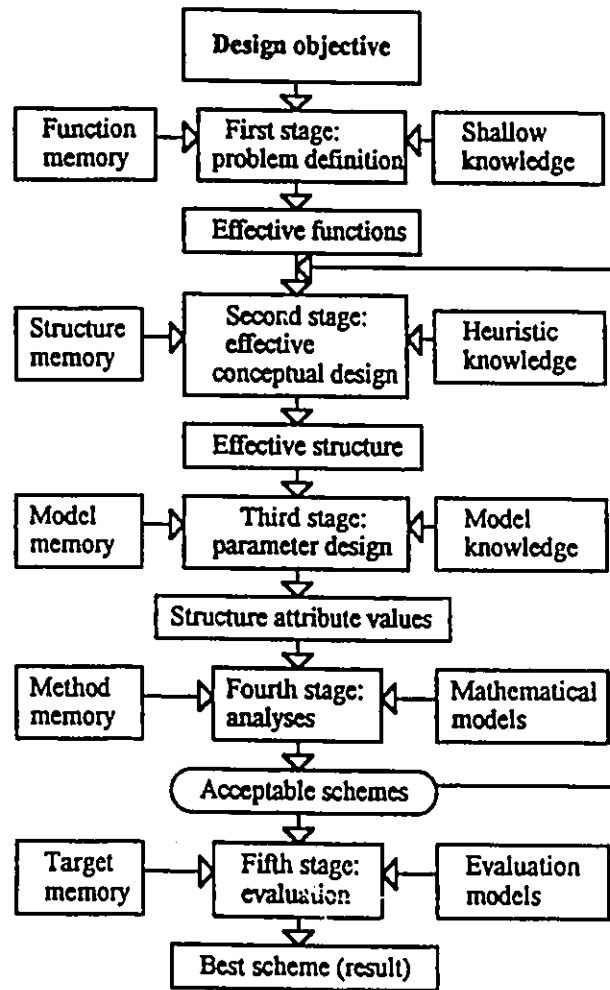 Design objective
Function
memory
First stage:
problem definition
Shallow
knowledge
Effective functions
Structure
memory
Second stage:
effective
conceptual design
Heuristic
knowledge
Effective structure
Model
memory
Third stage:
parameter design
Model
knowledge
Structure attribute values
Method
memory
Fourth stage:
analyses
Mathematical
models
Acceptable schemes
Target
memory
Fifth stage:
evaluation
Evaluation
models
Best scheme (result)